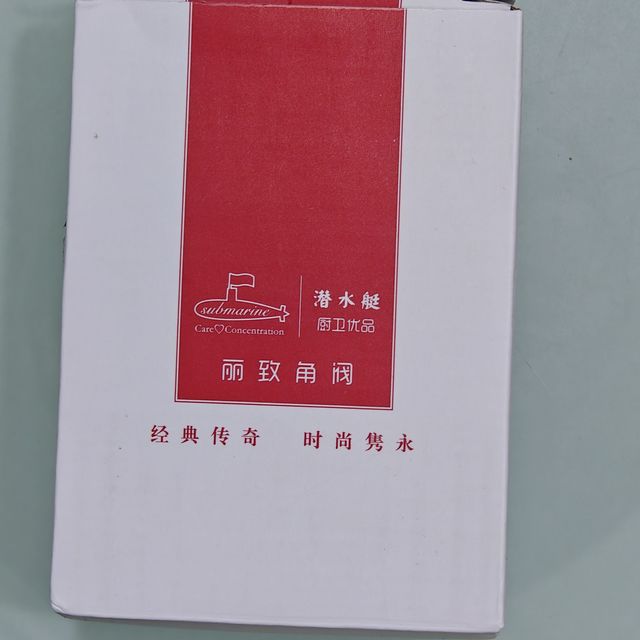 submarine
Care♡Concentration
潜水艇
厨卫优品
丽致角阀
经典传奇 时尚隽永